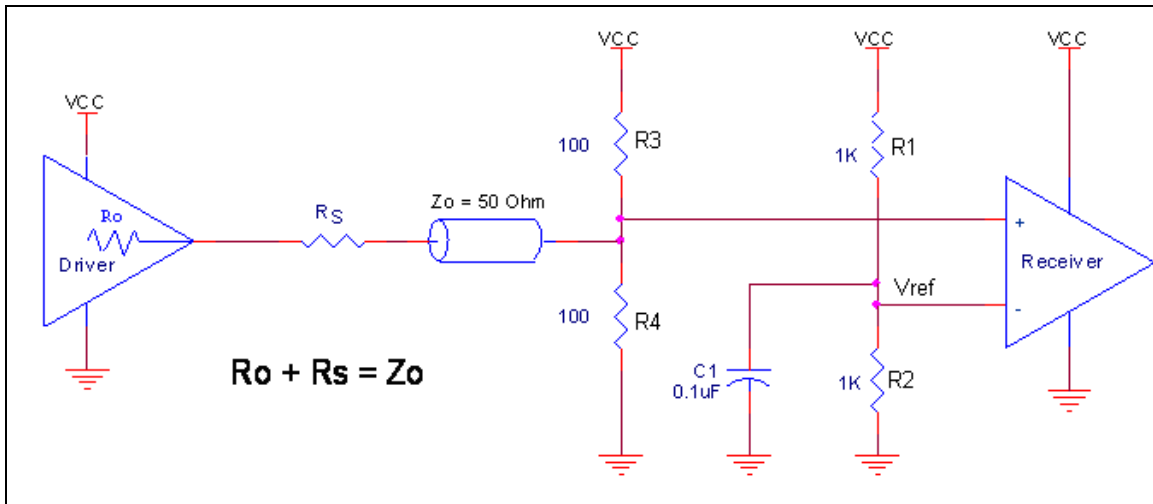 VCC
VCC
VCC
VCC
100
R3
1K
R1
Ro
Driver
RS
Zo = 50 Ohm
+
Receiver
Vref
-
100
R4
C1
0.1uF
1K
R2
Ro + Rs = Zo